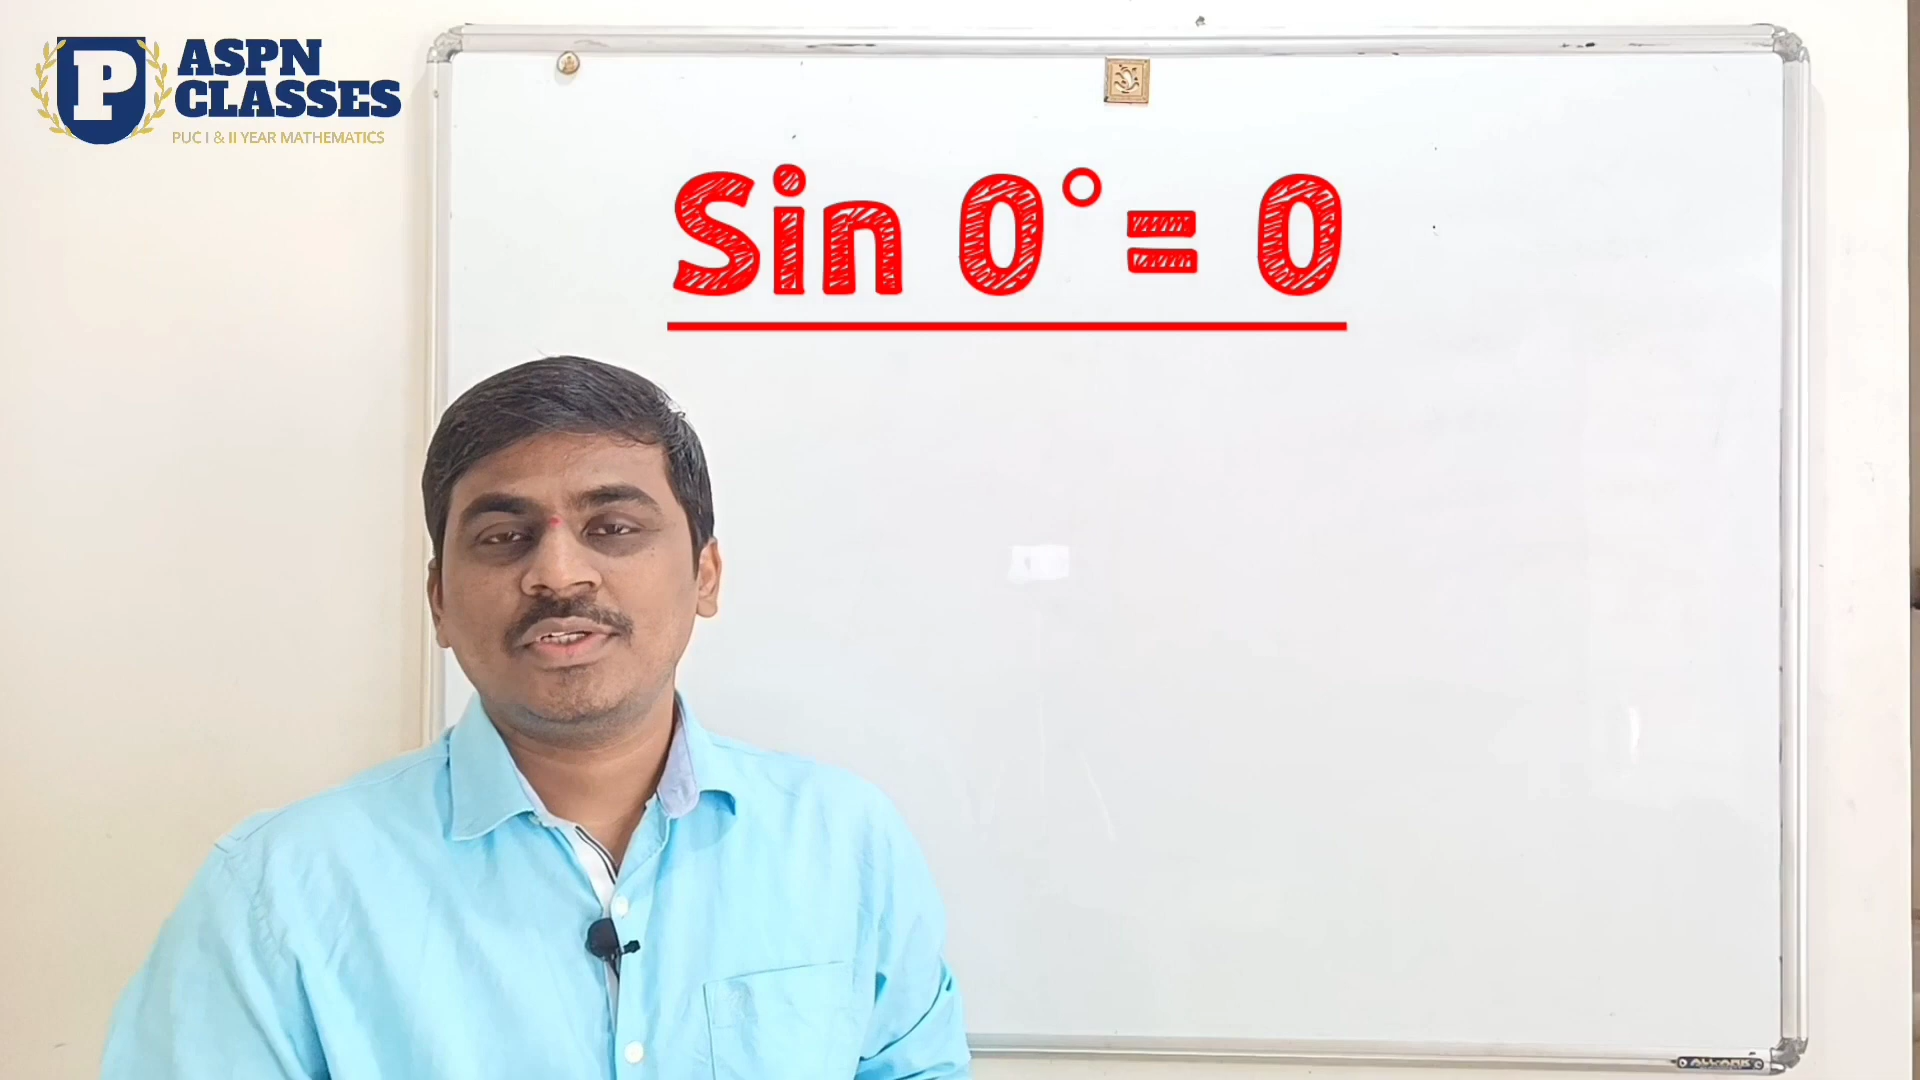 P
ASPN
CLASSES
PUC I & II YEAR MATHEMATICS
Sin 0°= 0